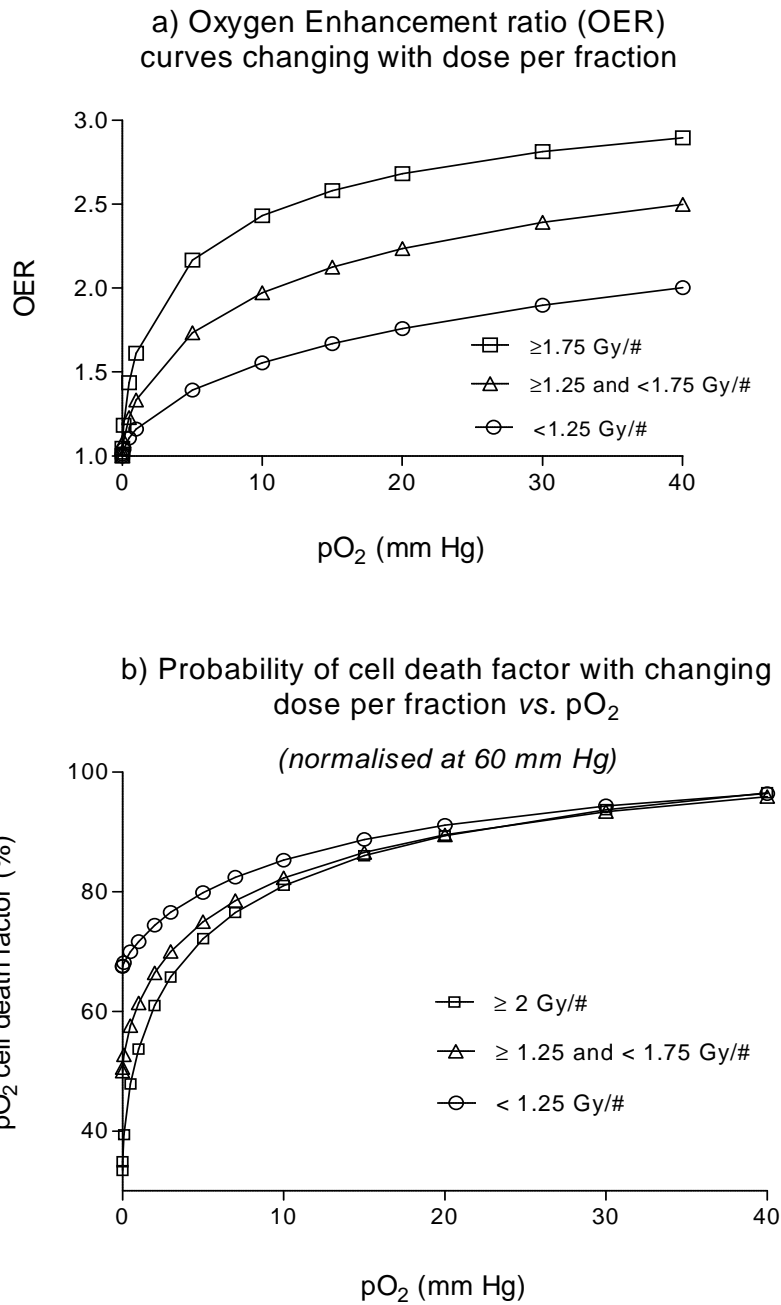 a) Oxygen Enhancement ratio (OER)
curves changing with dose per fraction
3.0
2.5
2.0
1.5
1.0
OER
≥1.75 Gy/#
≥1.25 and <1.75 Gy/#
<1.25 Gy/#
0
10
20
30
40
pO₂ (mm Hg)
b) Probability of cell death factor with changing
dose per fraction vs. pO₂
(normalised at 60 mm Hg)
100
80
60
40
pO₂ cell death factor (%)
≥ 2 Gy/#
≥ 1.25 and < 1.75 Gy/#
< 1.25 Gy/#
0
10
20
30
40
pO₂ (mm Hg)